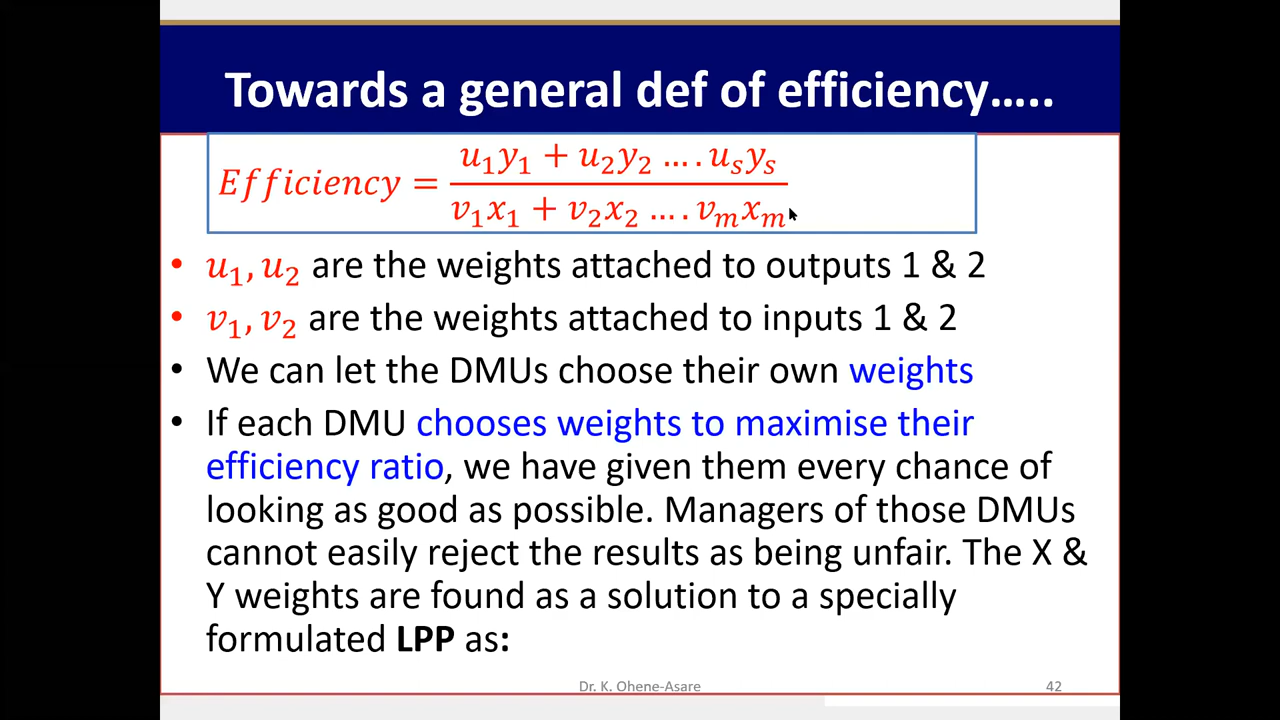 Towards a general def of efficiency…..
Efficiency = (u₁y₁ + u₂y₂ … . uₛyₛ) / (v₁x₁ + v₂x₂ … . vₘxₘ)
• u₁, u₂ are the weights attached to outputs 1 & 2
• v₁, v₂ are the weights attached to inputs 1 & 2
• We can let the DMUs choose their own weights
• If each DMU chooses weights to maximise their
efficiency ratio, we have given them every chance of
looking as good as possible. Managers of those DMUs
cannot easily reject the results as being unfair. The X &
Y weights are found as a solution to a specially
formulated LPP as:
Dr. K. Ohene-Asare
42